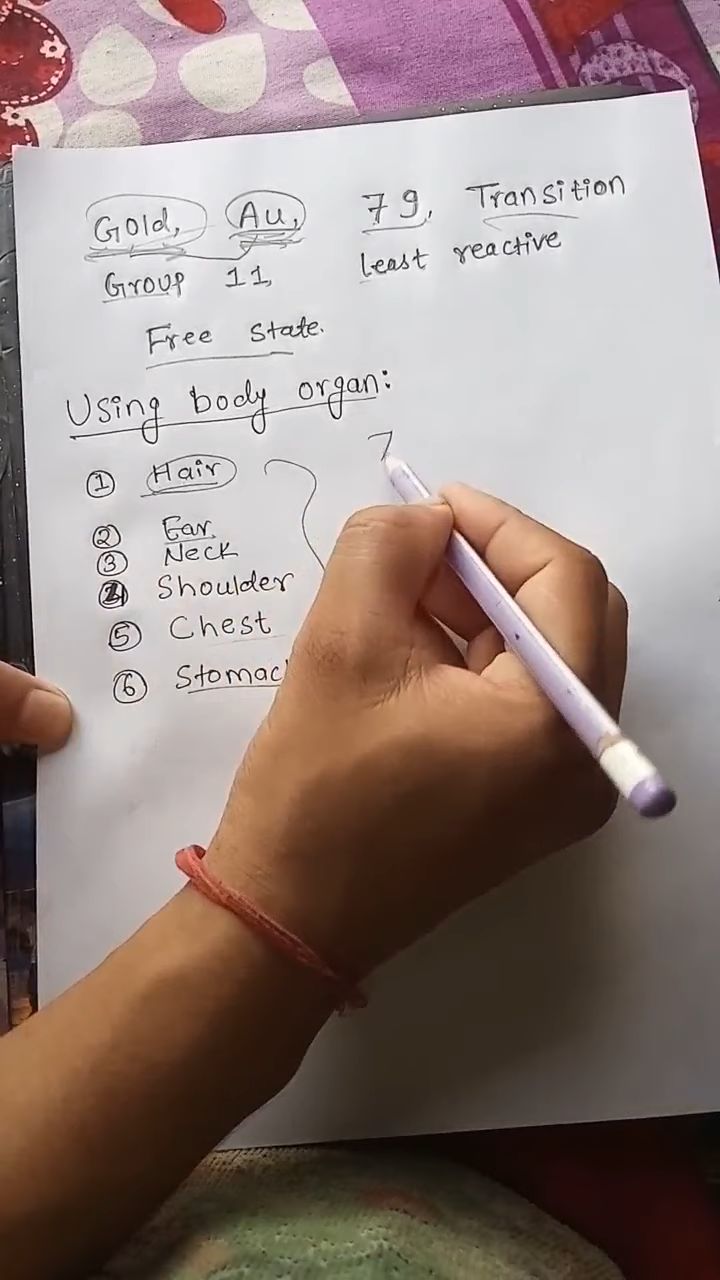 Gold, Au, 79, Transition
Group 11, least reactive
Free state.
Using body organ:
① Hair
② Ear
③ Neck
④ Shoulder
⑤ Chest
⑥ Stomac